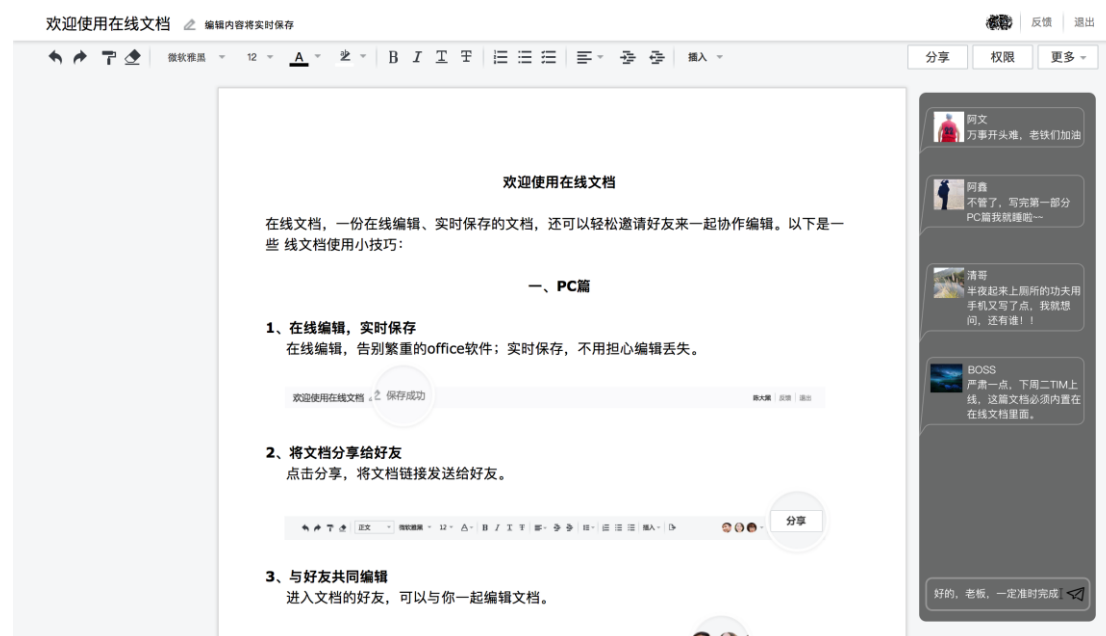 欢迎使用在线文档 编辑内容将实时保存
反馈 退出
微软雅黑 12 A B I T T 插入
分享 权限 更多
欢迎使用在线文档
在线文档，一份在线编辑、实时保存的文档，还可以轻松邀请好友来一起协作编辑。以下是一
些 线文档使用小技巧：
一、PC篇
1、在线编辑，实时保存
在线编辑，告别繁重的office软件；实时保存，不用担心编辑丢失。
欢迎使用在线文档 保存成功 反馈 退出
2、将文档分享给好友
点击分享，将文档链接发送给好友。
正文 微软雅黑 12 A B I T T 插入 分享
3、与好友共同编辑
进入文档的好友，可以与你一起编辑文档。
阿文
万事开头难，老铁们加油
阿鑫
不管了，写完第一部分
PC篇我就睡啦~~
清哥
半夜起来上厕所的功夫用
手机又写了点，我就想
问，还有谁！！
BOSS
严肃一点，下周二TIM上
线，这篇文档必须内置在
在线文档里面。
好的，老板，一定准时完成